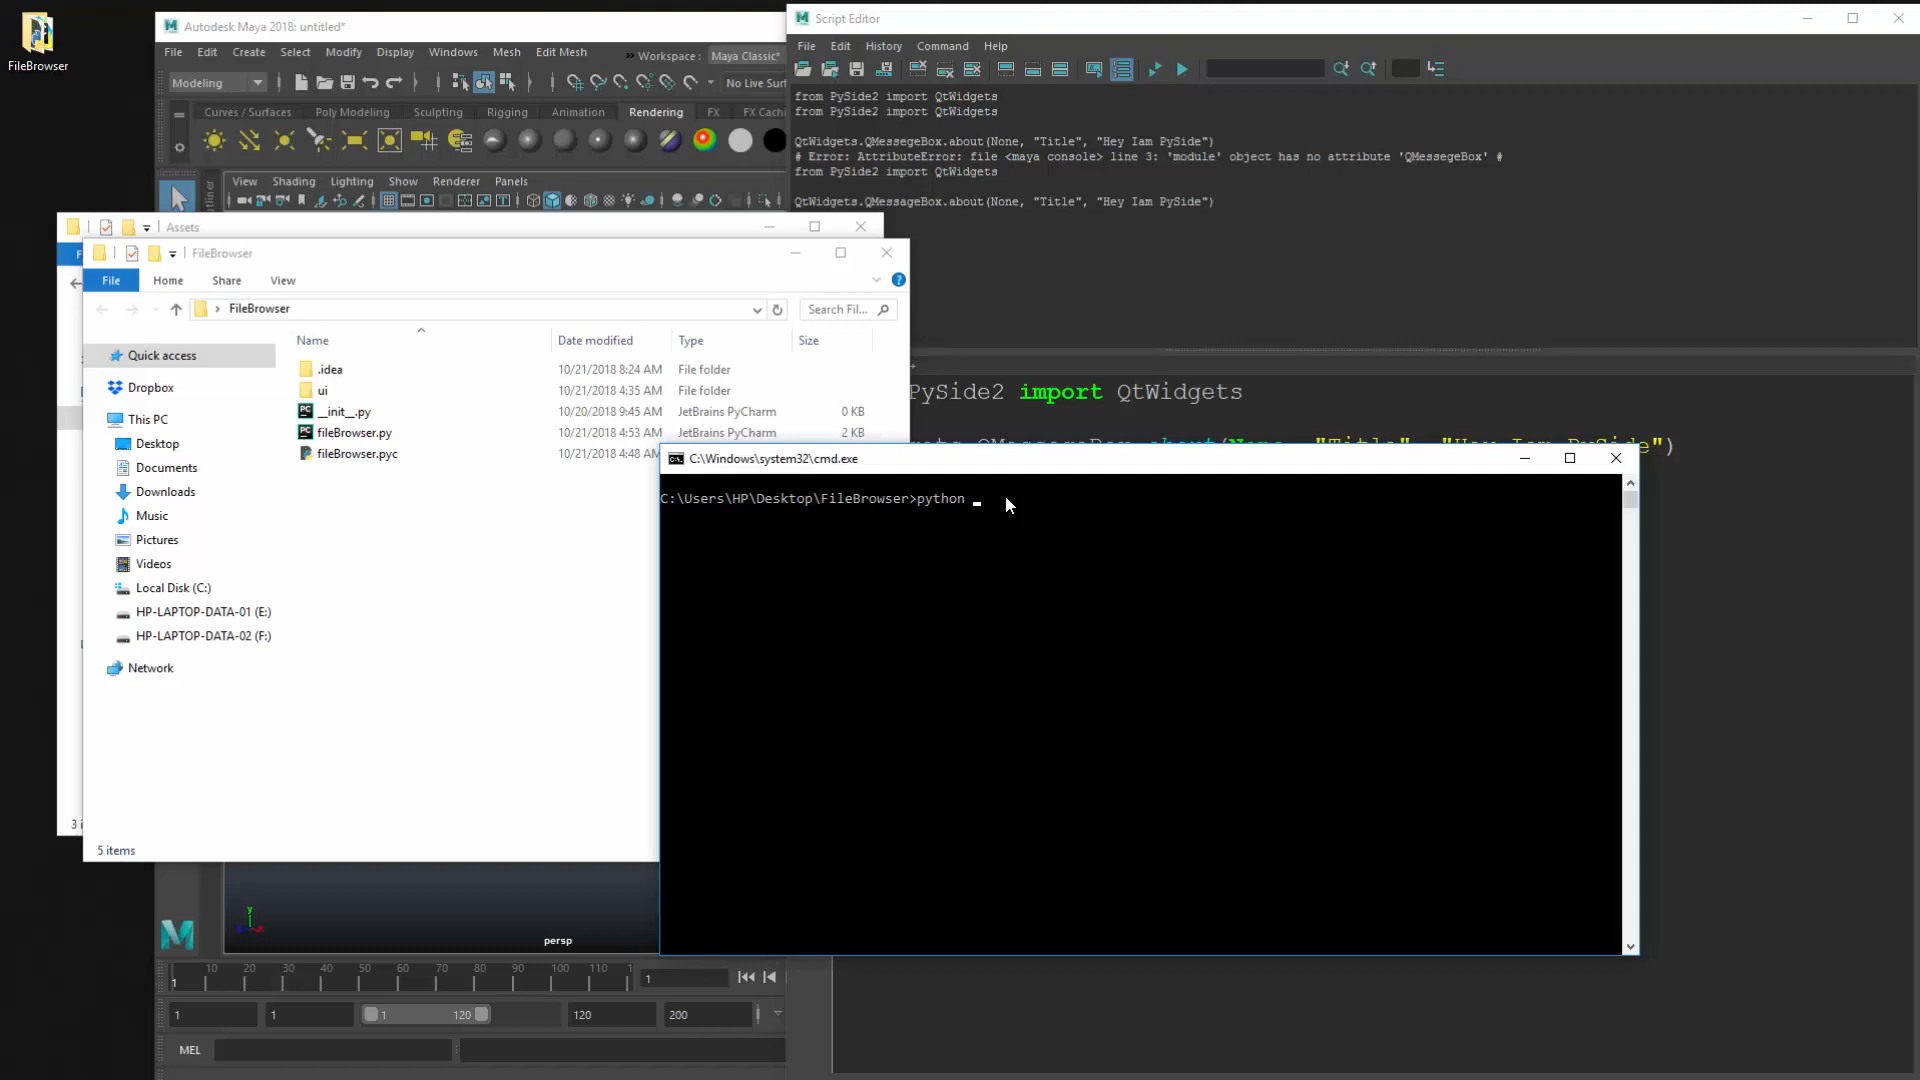 FileBrowser
Autodesk Maya 2018: untitled*
File Edit Create Select Modify Display Windows Mesh Edit Mesh
» Workspace: Maya Classic*
Modeling
No Live Surf
Curves / Surfaces Poly Modeling Sculpting Rigging Animation Rendering FX FX Cachi
View Shading Lighting Show Renderer Panels
Script Editor
File Edit History Command Help
from PySide2 import QtWidgets
from PySide2 import QtWidgets
QtWidgets.QMessegeBox.about(None, "Title", "Hey Iam PySide")
# Error: AttributeError: file <maya console> line 3: 'module' object has no attribute 'QMessegeBox' #
from PySide2 import QtWidgets
QtWidgets.QMessageBox.about(None, "Title", "Hey Iam PySide")
PySide2 import QtWidgets
Assets
FileBrowser
File Home Share View
› FileBrowser
Search Fil...
Name Date modified Type Size
Quick access
Dropbox
This PC
Desktop
Documents
Downloads
Music
Pictures
Videos
Local Disk (C:)
HP-LAPTOP-DATA-01 (E:)
HP-LAPTOP-DATA-02 (F:)
Network
.idea 10/21/2018 8:24 AM File folder
ui 10/21/2018 4:35 AM File folder
__init__.py 10/20/2018 9:45 AM JetBrains PyCharm 0 KB
fileBrowser.py 10/21/2018 4:53 AM JetBrains PyCharm 2 KB
fileBrowser.pyc 10/21/2018 4:48 AM
5 items
3 i
C:\Windows\system32\cmd.exe
C:\Users\HP\Desktop\FileBrowser>python _
persp
10 20 30 40 50 60 70 80 90 100 110 1
1 1
1 1 1 120 120 200
MEL